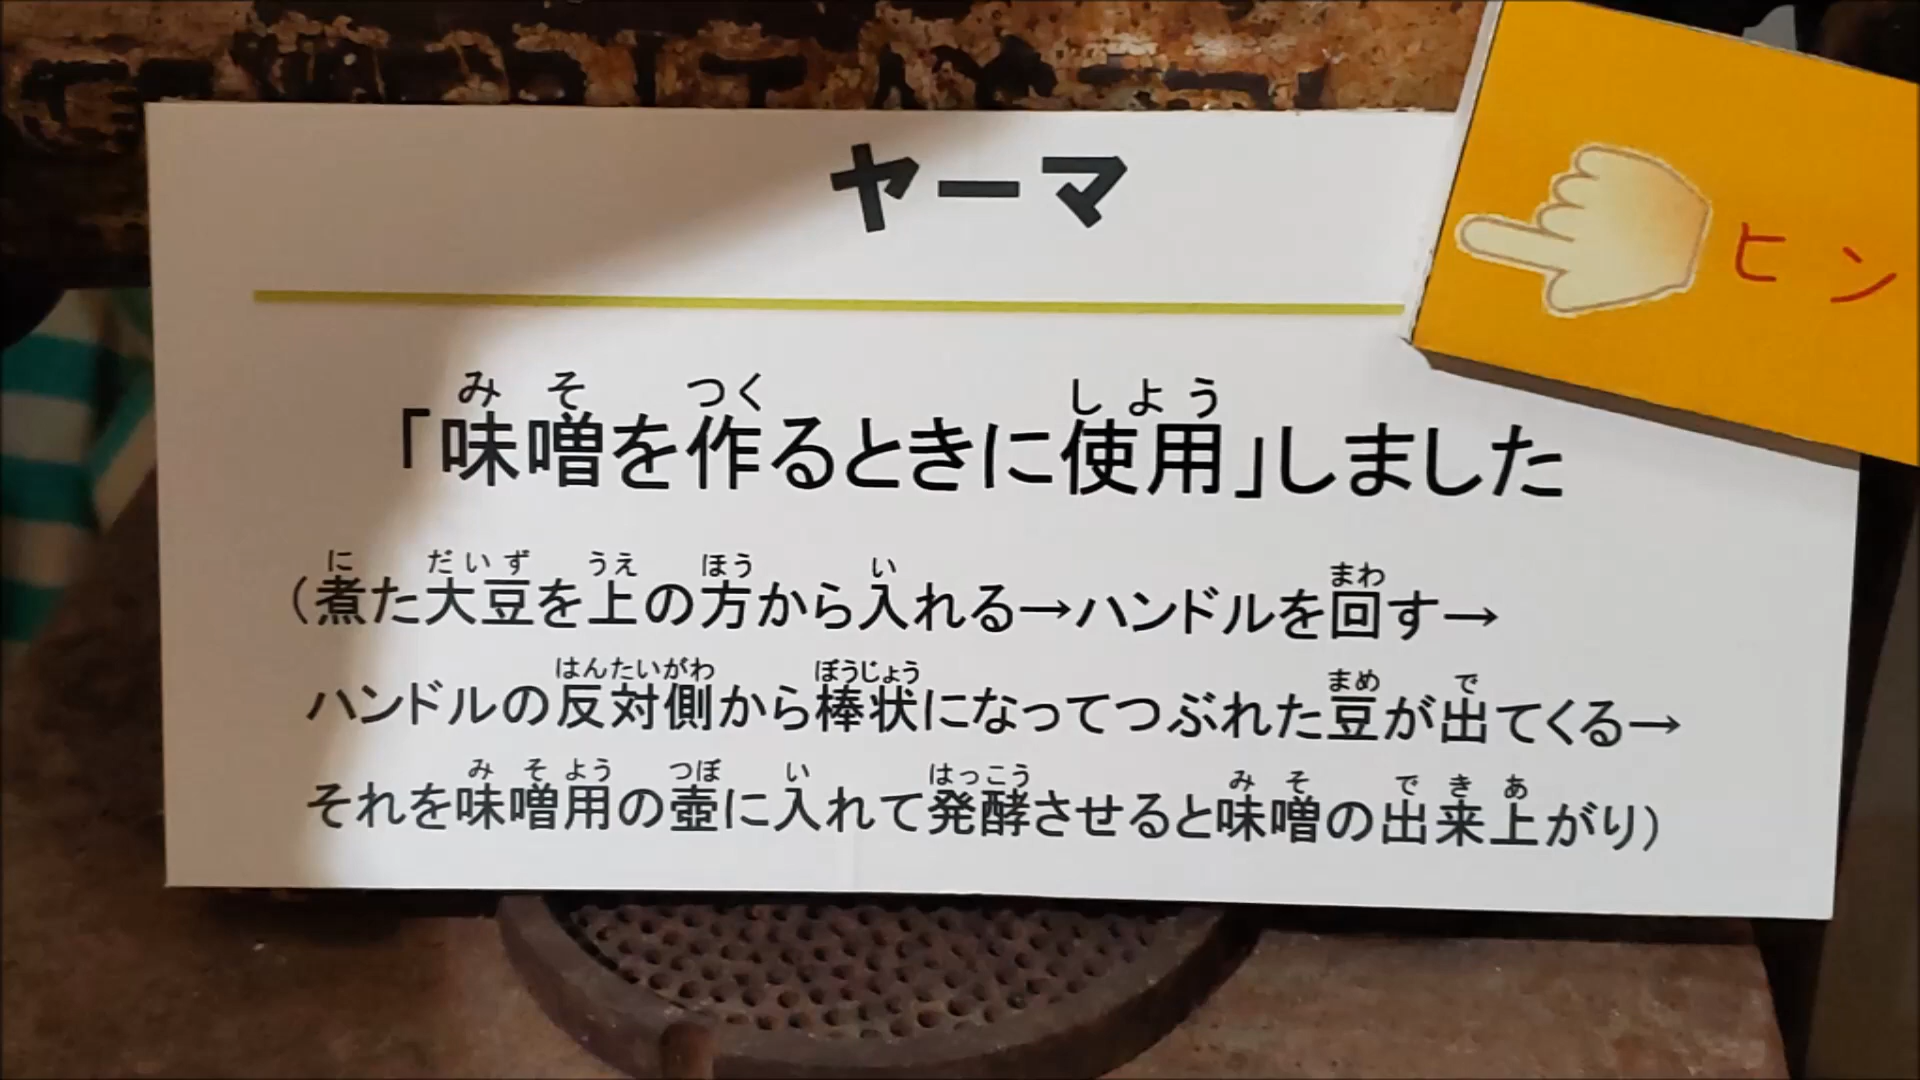 ヤーマ
ヒン
「味噌を作るときに使用」しました
(煮た大豆を上の方から入れる→ハンドルを回す→
ハンドルの反対側から棒状になってつぶれた豆が出てくる→
それを味噌用の壺に入れて発酵させると味噌の出来上がり)